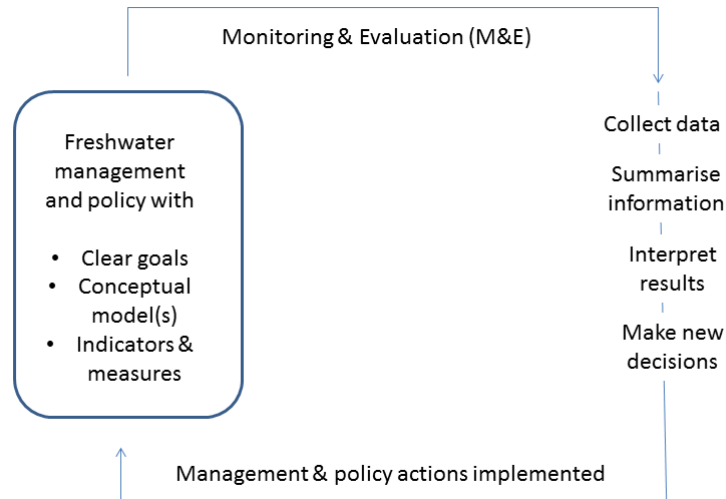 Monitoring & Evaluation (M&E)
Freshwater
management
and policy with
• Clear goals
• Conceptual
model(s)
• Indicators &
measures
Collect data
Summarise
information
Interpret
results
Make new
decisions
Management & policy actions implemented